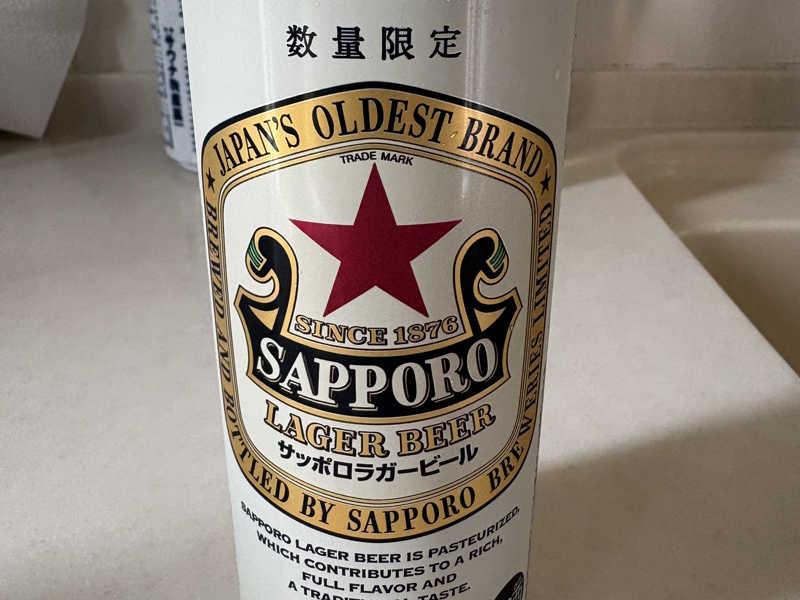 数量限定
JAPAN'S OLDEST BRAND
TRADE MARK
SINCE 1876
SAPPORO
LAGER BEER
サッポロラガービール
BREWED AND BOTTLED BY SAPPORO BREWERIES LIMITED
SAPPORO LAGER BEER IS PASTEURIZED,
WHICH CONTRIBUTES TO A RICH,
FULL FLAVOR AND
A TRADITIONAL TASTE.